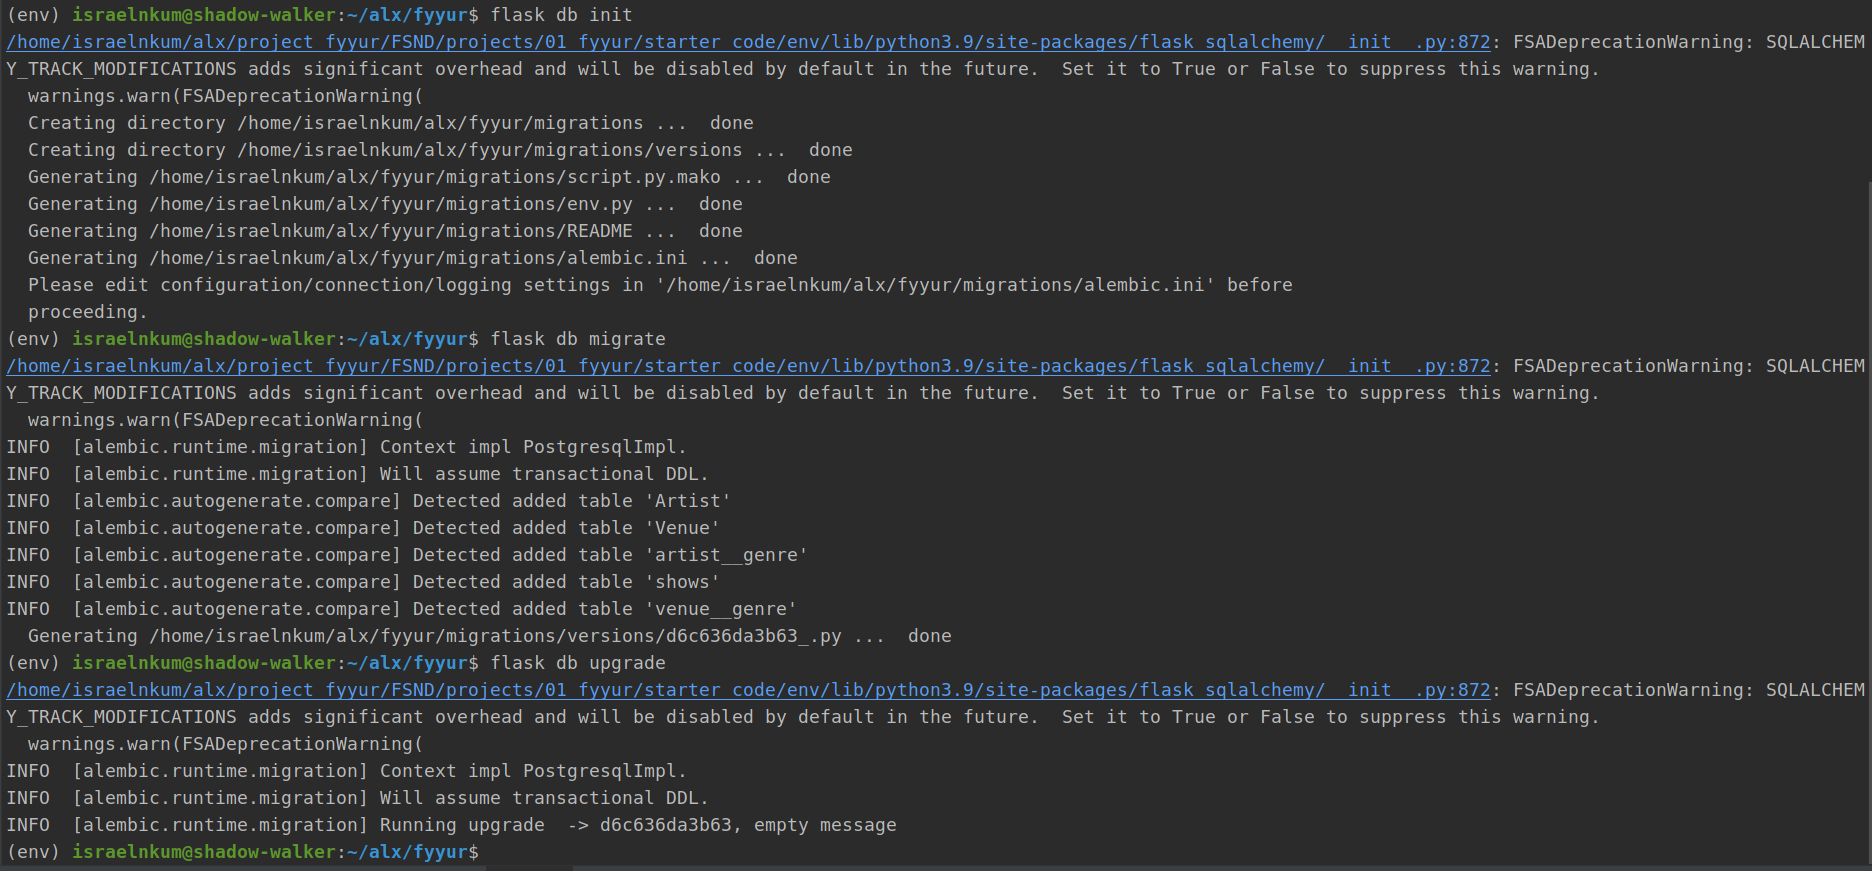 (env) israelnkum@shadow-walker:~/alx/fyyur$ flask db init
/home/israelnkum/alx/project_fyyur/FSND/projects/01_fyyur/starter_code/env/lib/python3.9/site-packages/flask_sqlalchemy/__init__.py:872: FSADeprecationWarning: SQLALCHEM
Y_TRACK_MODIFICATIONS adds significant overhead and will be disabled by default in the future.  Set it to True or False to suppress this warning.
  warnings.warn(FSADeprecationWarning(
  Creating directory /home/israelnkum/alx/fyyur/migrations ...  done
  Creating directory /home/israelnkum/alx/fyyur/migrations/versions ...  done
  Generating /home/israelnkum/alx/fyyur/migrations/script.py.mako ...  done
  Generating /home/israelnkum/alx/fyyur/migrations/env.py ...  done
  Generating /home/israelnkum/alx/fyyur/migrations/README ...  done
  Generating /home/israelnkum/alx/fyyur/migrations/alembic.ini ...  done
  Please edit configuration/connection/logging settings in '/home/israelnkum/alx/fyyur/migrations/alembic.ini' before
  proceeding.
(env) israelnkum@shadow-walker:~/alx/fyyur$ flask db migrate
/home/israelnkum/alx/project_fyyur/FSND/projects/01_fyyur/starter_code/env/lib/python3.9/site-packages/flask_sqlalchemy/__init__.py:872: FSADeprecationWarning: SQLALCHEM
Y_TRACK_MODIFICATIONS adds significant overhead and will be disabled by default in the future.  Set it to True or False to suppress this warning.
  warnings.warn(FSADeprecationWarning(
INFO  [alembic.runtime.migration] Context impl PostgresqlImpl.
INFO  [alembic.runtime.migration] Will assume transactional DDL.
INFO  [alembic.autogenerate.compare] Detected added table 'Artist'
INFO  [alembic.autogenerate.compare] Detected added table 'Venue'
INFO  [alembic.autogenerate.compare] Detected added table 'artist__genre'
INFO  [alembic.autogenerate.compare] Detected added table 'shows'
INFO  [alembic.autogenerate.compare] Detected added table 'venue__genre'
  Generating /home/israelnkum/alx/fyyur/migrations/versions/d6c636da3b63_.py ...  done
(env) israelnkum@shadow-walker:~/alx/fyyur$ flask db upgrade
/home/israelnkum/alx/project_fyyur/FSND/projects/01_fyyur/starter_code/env/lib/python3.9/site-packages/flask_sqlalchemy/__init__.py:872: FSADeprecationWarning: SQLALCHEM
Y_TRACK_MODIFICATIONS adds significant overhead and will be disabled by default in the future.  Set it to True or False to suppress this warning.
  warnings.warn(FSADeprecationWarning(
INFO  [alembic.runtime.migration] Context impl PostgresqlImpl.
INFO  [alembic.runtime.migration] Will assume transactional DDL.
INFO  [alembic.runtime.migration] Running upgrade  -> d6c636da3b63, empty message
(env) israelnkum@shadow-walker:~/alx/fyyur$